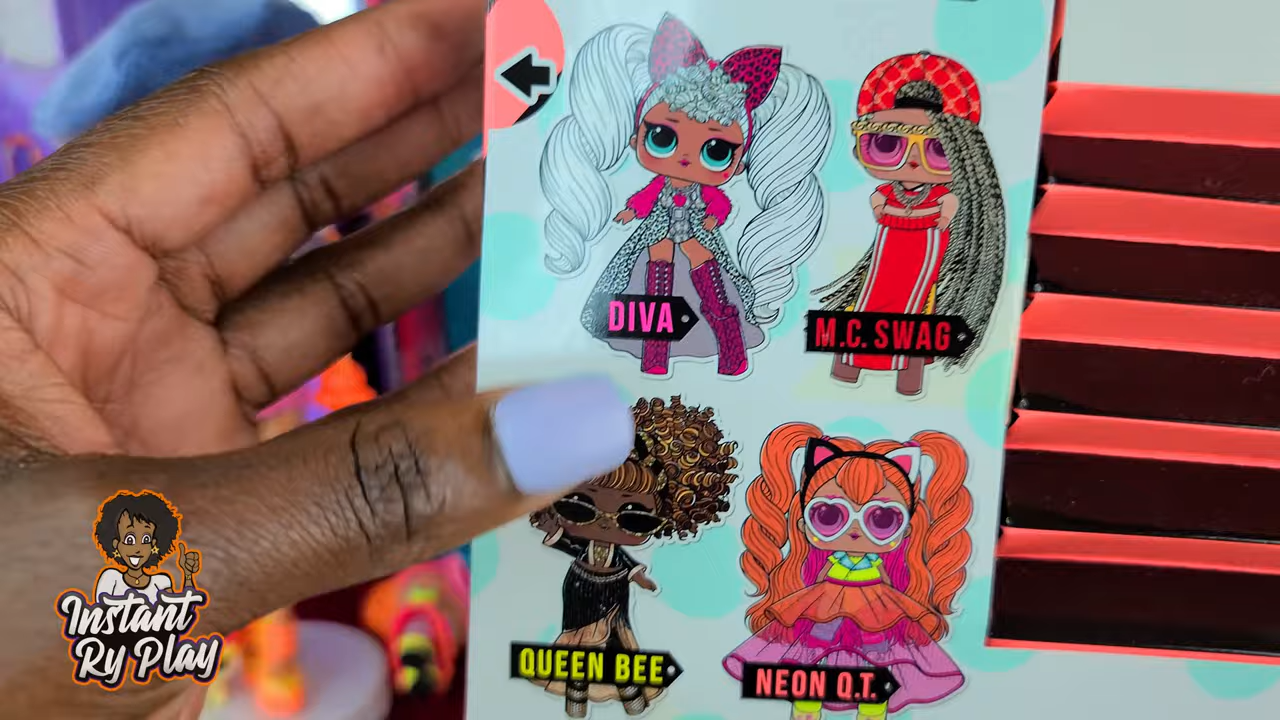 DIVA
M.C. SWAG
QUEEN BEE
NEON Q.T.
Instant
Ry Play